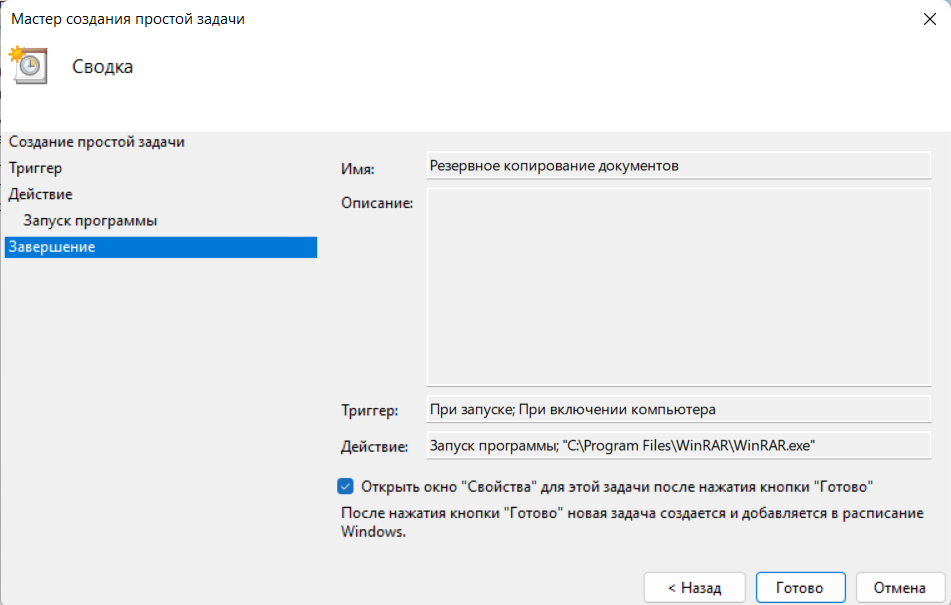 Мастер создания простой задачи
Сводка
Создание простой задачи
Триггер
Действие
Запуск программы
Завершение
Имя: Резервное копирование документов
Описание:
Триггер: При запуске; При включении компьютера
Действие: Запуск программы; "C:\Program Files\WinRAR\WinRAR.exe"
Открыть окно "Свойства" для этой задачи после нажатия кнопки "Готово"
После нажатия кнопки "Готово" новая задача создается и добавляется в расписание
Windows.
< Назад Готово Отмена